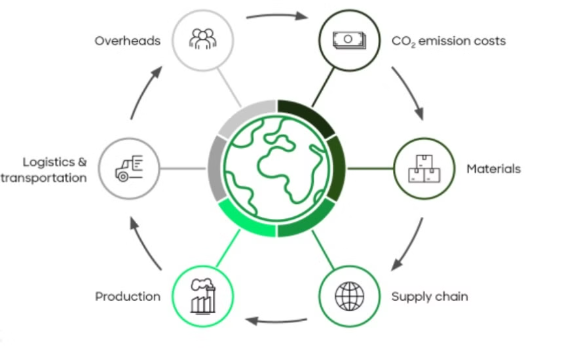 Overheads
CO₂ emission costs
Logistics &
transportation
Materials
Production
Supply chain